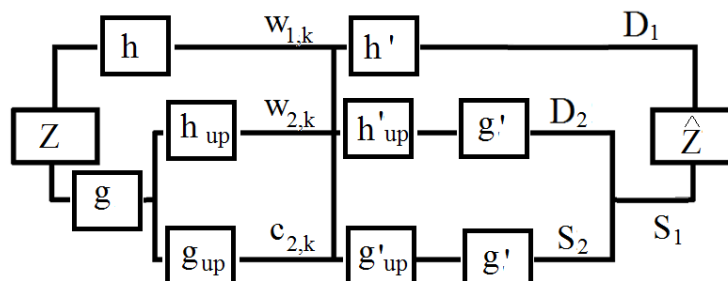 h w1,k h' D1
Z hup w2,k h'up g' D2 Ẑ
g
gup c2,k g'up g' S2 S1